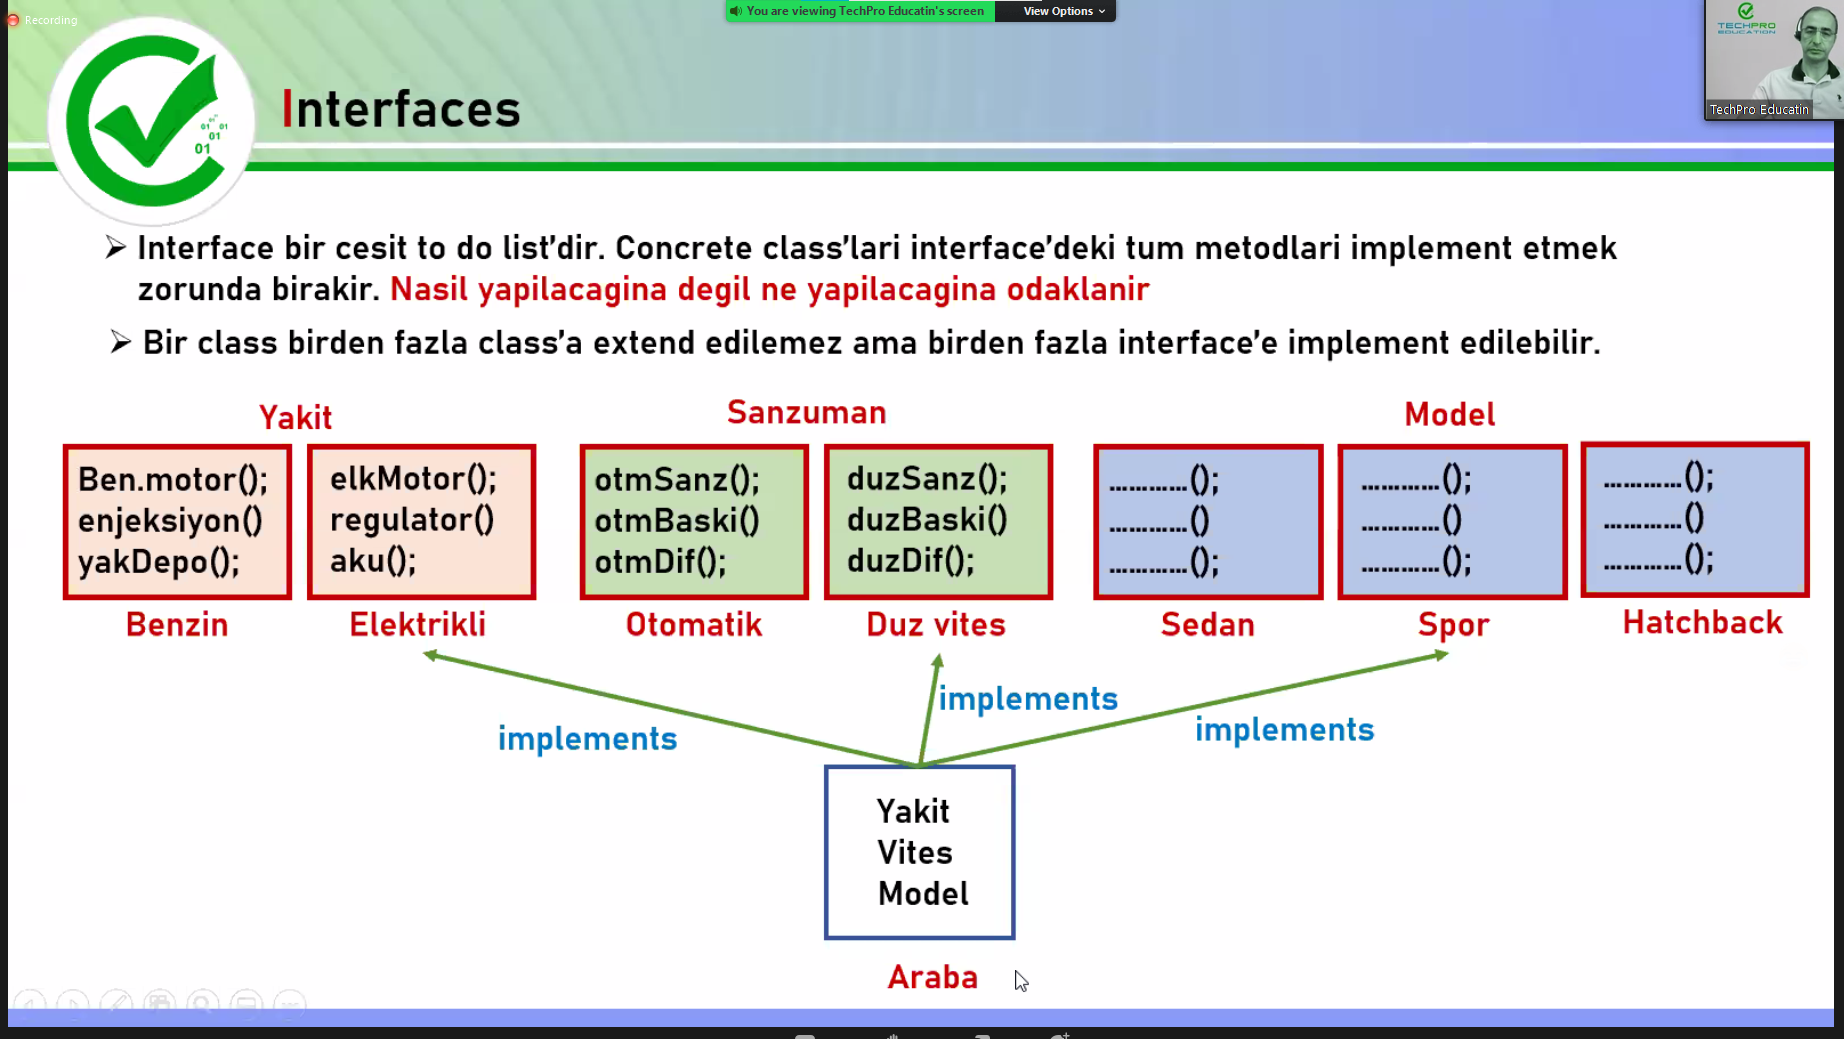 Recording
You are viewing TechPro Educatin's screen
View Options
TECHPRO
EDUCATION
TechPro Educatin
01
01
01
01
01
Interfaces
Interface bir cesit to do list'dir. Concrete class'lari interface'deki tum metodlari implement etmek
zorunda birakir. Nasil yapilacagina degil ne yapilacagina odaklanir
Bir class birden fazla class'a extend edilemez ama birden fazla interface'e implement edilebilir.
Yakit
Sanzuman
Model
Ben.motor();
enjeksiyon()
yakDepo();
elkMotor();
regulator()
aku();
otmSanz();
otmBaski()
otmDif();
duzSanz();
duzBaski()
duzDif();
............();
............()
............();
............();
............()
............();
............();
............()
............();
Benzin
Elektrikli
Otomatik
Duz vites
Sedan
Spor
Hatchback
implements
implements
implements
Yakit
Vites
Model
Araba